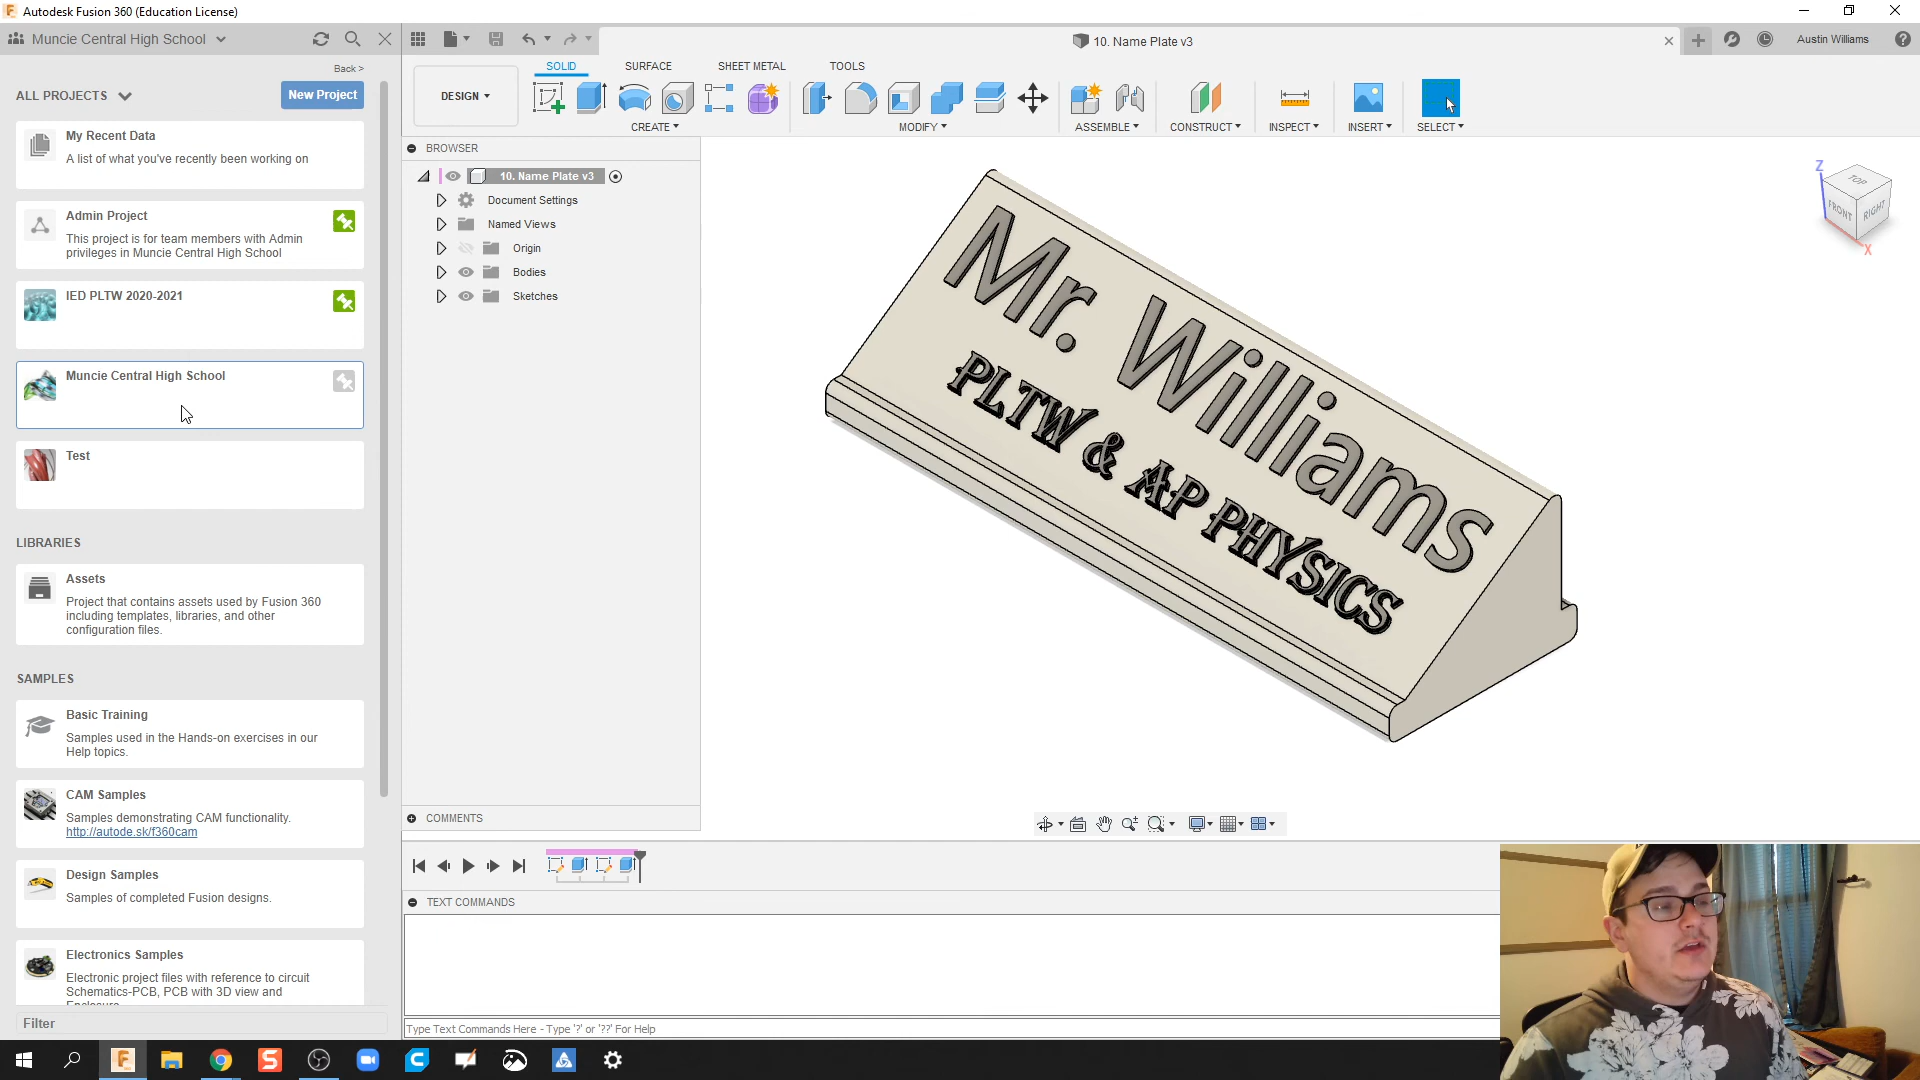 Autodesk Fusion 360 (Education License)
Muncie Central High School
10. Name Plate v3
Austin Williams
Back >
ALL PROJECTS
New Project
My Recent Data
A list of what you've recently been working on
Admin Project
This project is for team members with Admin
privileges in Muncie Central High School
IED PLTW 2020-2021
Muncie Central High School
Test
LIBRARIES
Assets
Project that contains assets used by Fusion 360
including templates, libraries, and other
configuration files.
SAMPLES
Basic Training
Samples used in the Hands-on exercises in our
Help topics.
CAM Samples
Samples demonstrating CAM functionality.
http://autode.sk/f360cam
Design Samples
Samples of completed Fusion designs.
Electronics Samples
Electronic project files with reference to circuit
Schematics-PCB, PCB with 3D view and
Filter
DESIGN
SOLID
SURFACE
SHEET METAL
TOOLS
CREATE
MODIFY
ASSEMBLE
CONSTRUCT
INSPECT
INSERT
SELECT
BROWSER
10. Name Plate v3
Document Settings
Named Views
Origin
Bodies
Sketches
Mr. Williams
PLTW & AP PHYSICS
Z
TOP
FRONT
RIGHT
X
COMMENTS
TEXT COMMANDS
Type Text Commands Here - Type '?' or '??' For Help